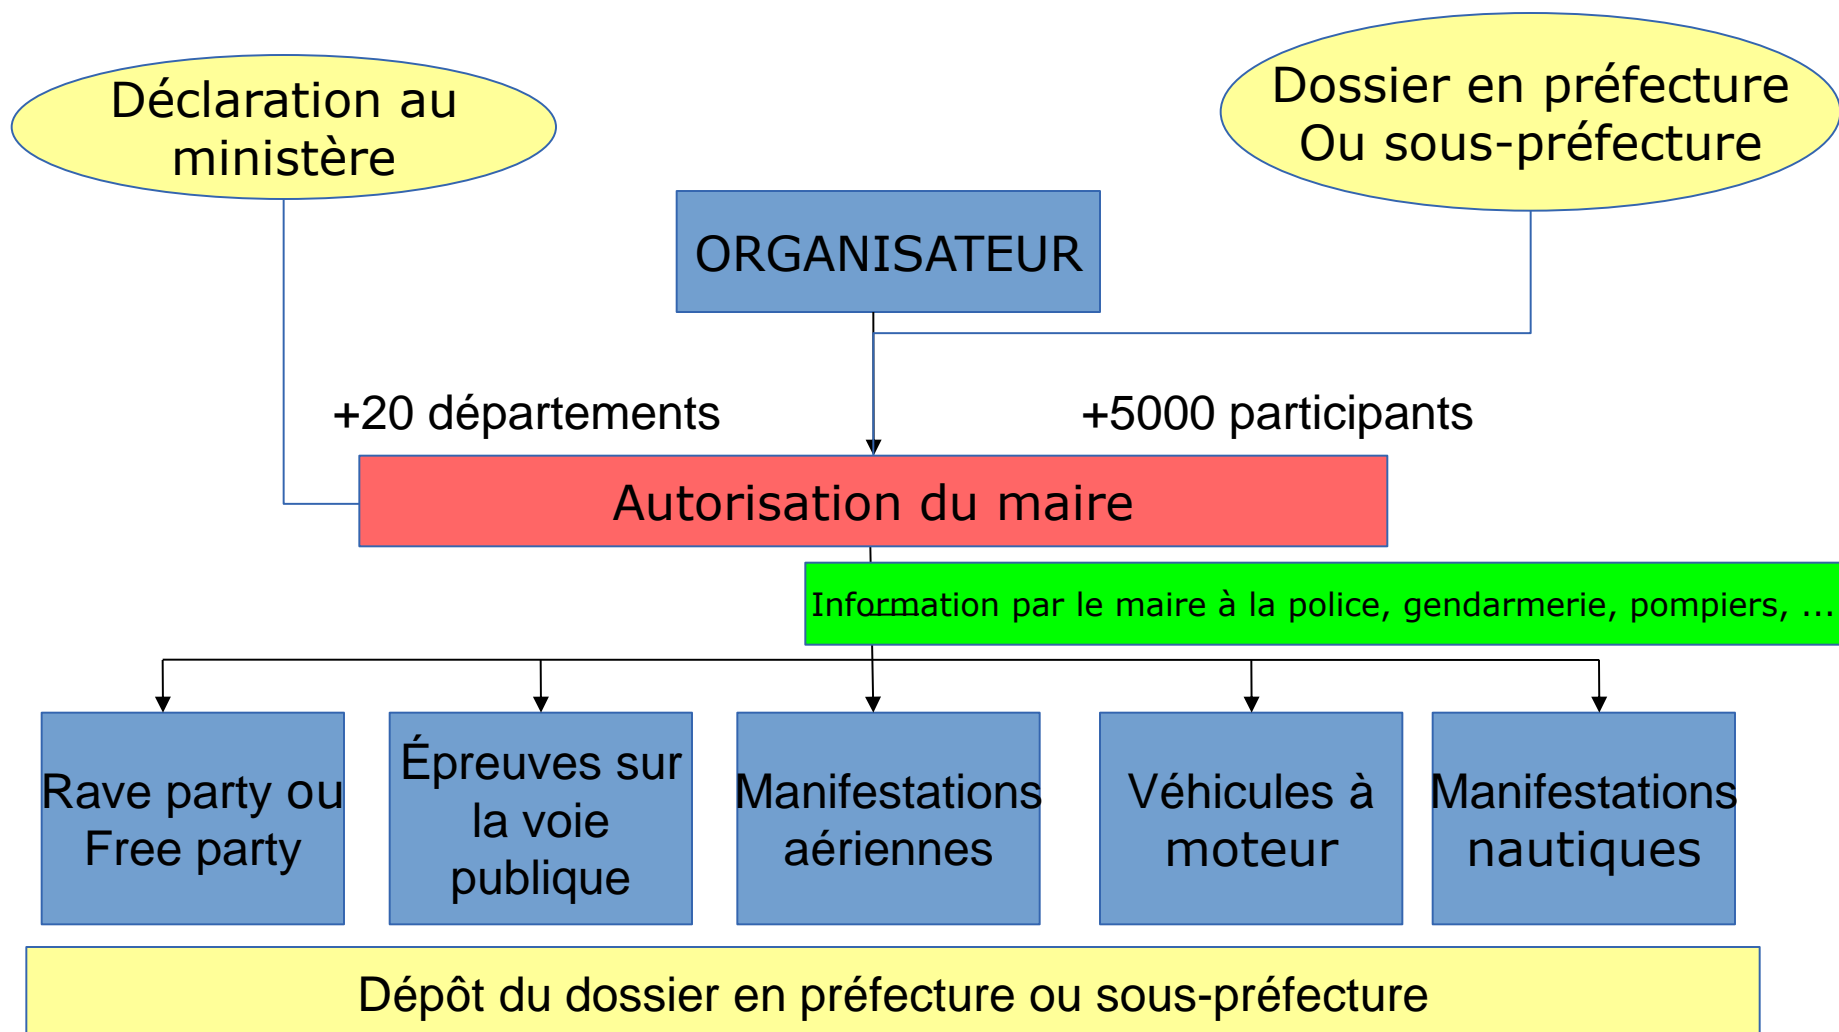 Déclaration au
ministère
Dossier en préfecture
Ou sous-préfecture
ORGANISATEUR
+20 départements
+5000 participants
Autorisation du maire
Information par le maire à la police, gendarmerie, pompiers, ...
Rave party ou
Free party
Épreuves sur
la voie
publique
Manifestations
aériennes
Véhicules à
moteur
Manifestations
nautiques
Dépôt du dossier en préfecture ou sous-préfecture